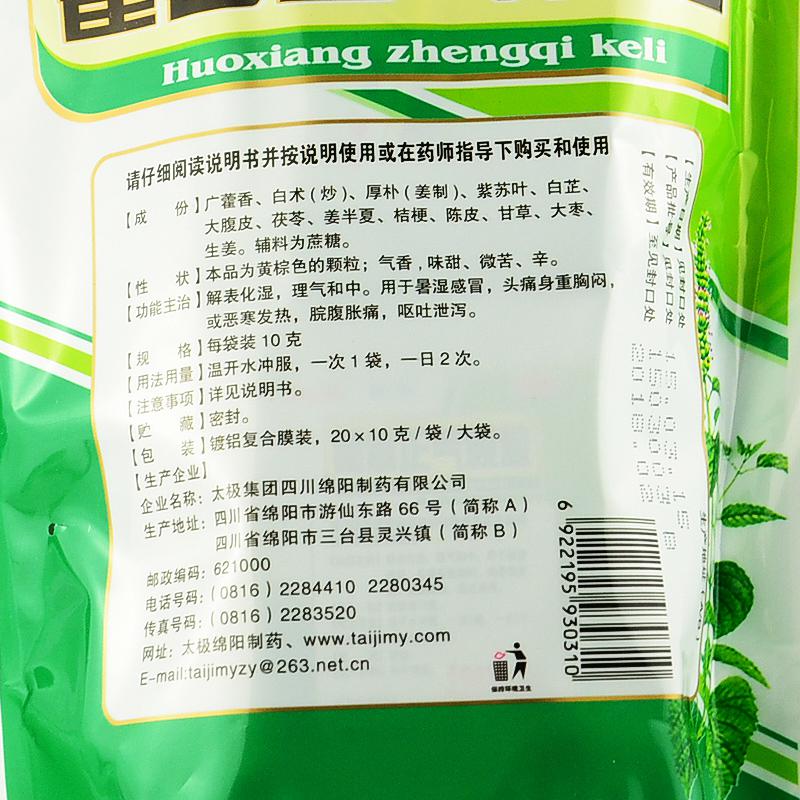 Huoxiang zhengqi keli
请仔细阅读说明书并按说明使用或在药师指导下购买和使用
【成 份】广藿香、白术(炒)、厚朴(姜制)、紫苏叶、白芷、
大腹皮、茯苓、姜半夏、桔梗、陈皮、甘草、大枣、
生姜。辅料为蔗糖。
【性 状】本品为黄棕色的颗粒；气香，味甜、微苦、辛。
【功能主治】解表化湿，理气和中。用于暑湿感冒，头痛身重胸闷，
或恶寒发热，脘腹胀痛，呕吐泄泻。
【规 格】每袋装 10 克
【用法用量】温开水冲服，一次 1 袋，一日 2 次。
【注意事项】详见说明书。
【贮 藏】密封。
【包 装】镀铝复合膜装，20×10 克 / 袋 / 大袋。
【生产企业】
企业名称：太极集团四川绵阳制药有限公司
生产地址：四川省绵阳市游仙东路 66 号（简称 A）
四川省绵阳市三台县灵兴镇（简称 B）
邮政编码：621000
电话号码：(0816) 2284410 2280345
传真号码：(0816) 2283520
网址：太极绵阳制药、www.taijimy.com
E-mail:taijimyzy@263.net.cn
【生产日期】见封口处
【产品批号】见封口处
【有效期】至见封口处
6 922195 930310
保持环境卫生